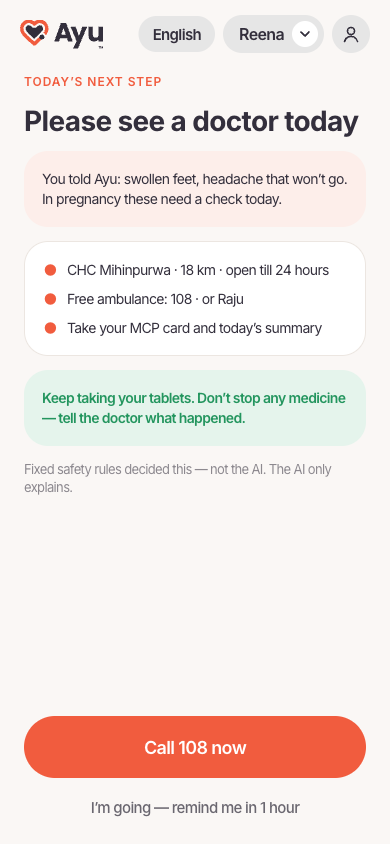 Ayu™
English
Reena
TODAY’S NEXT STEP
Please see a doctor today
You told Ayu: swollen feet, headache that won’t go.
In pregnancy these need a check today.
CHC Mihinpurwa · 18 km · open till 24 hours
Free ambulance: 108 · or Raju
Take your MCP card and today’s summary
Keep taking your tablets. Don’t stop any medicine
— tell the doctor what happened.
Fixed safety rules decided this — not the AI. The AI only
explains.
Call 108 now
I’m going — remind me in 1 hour